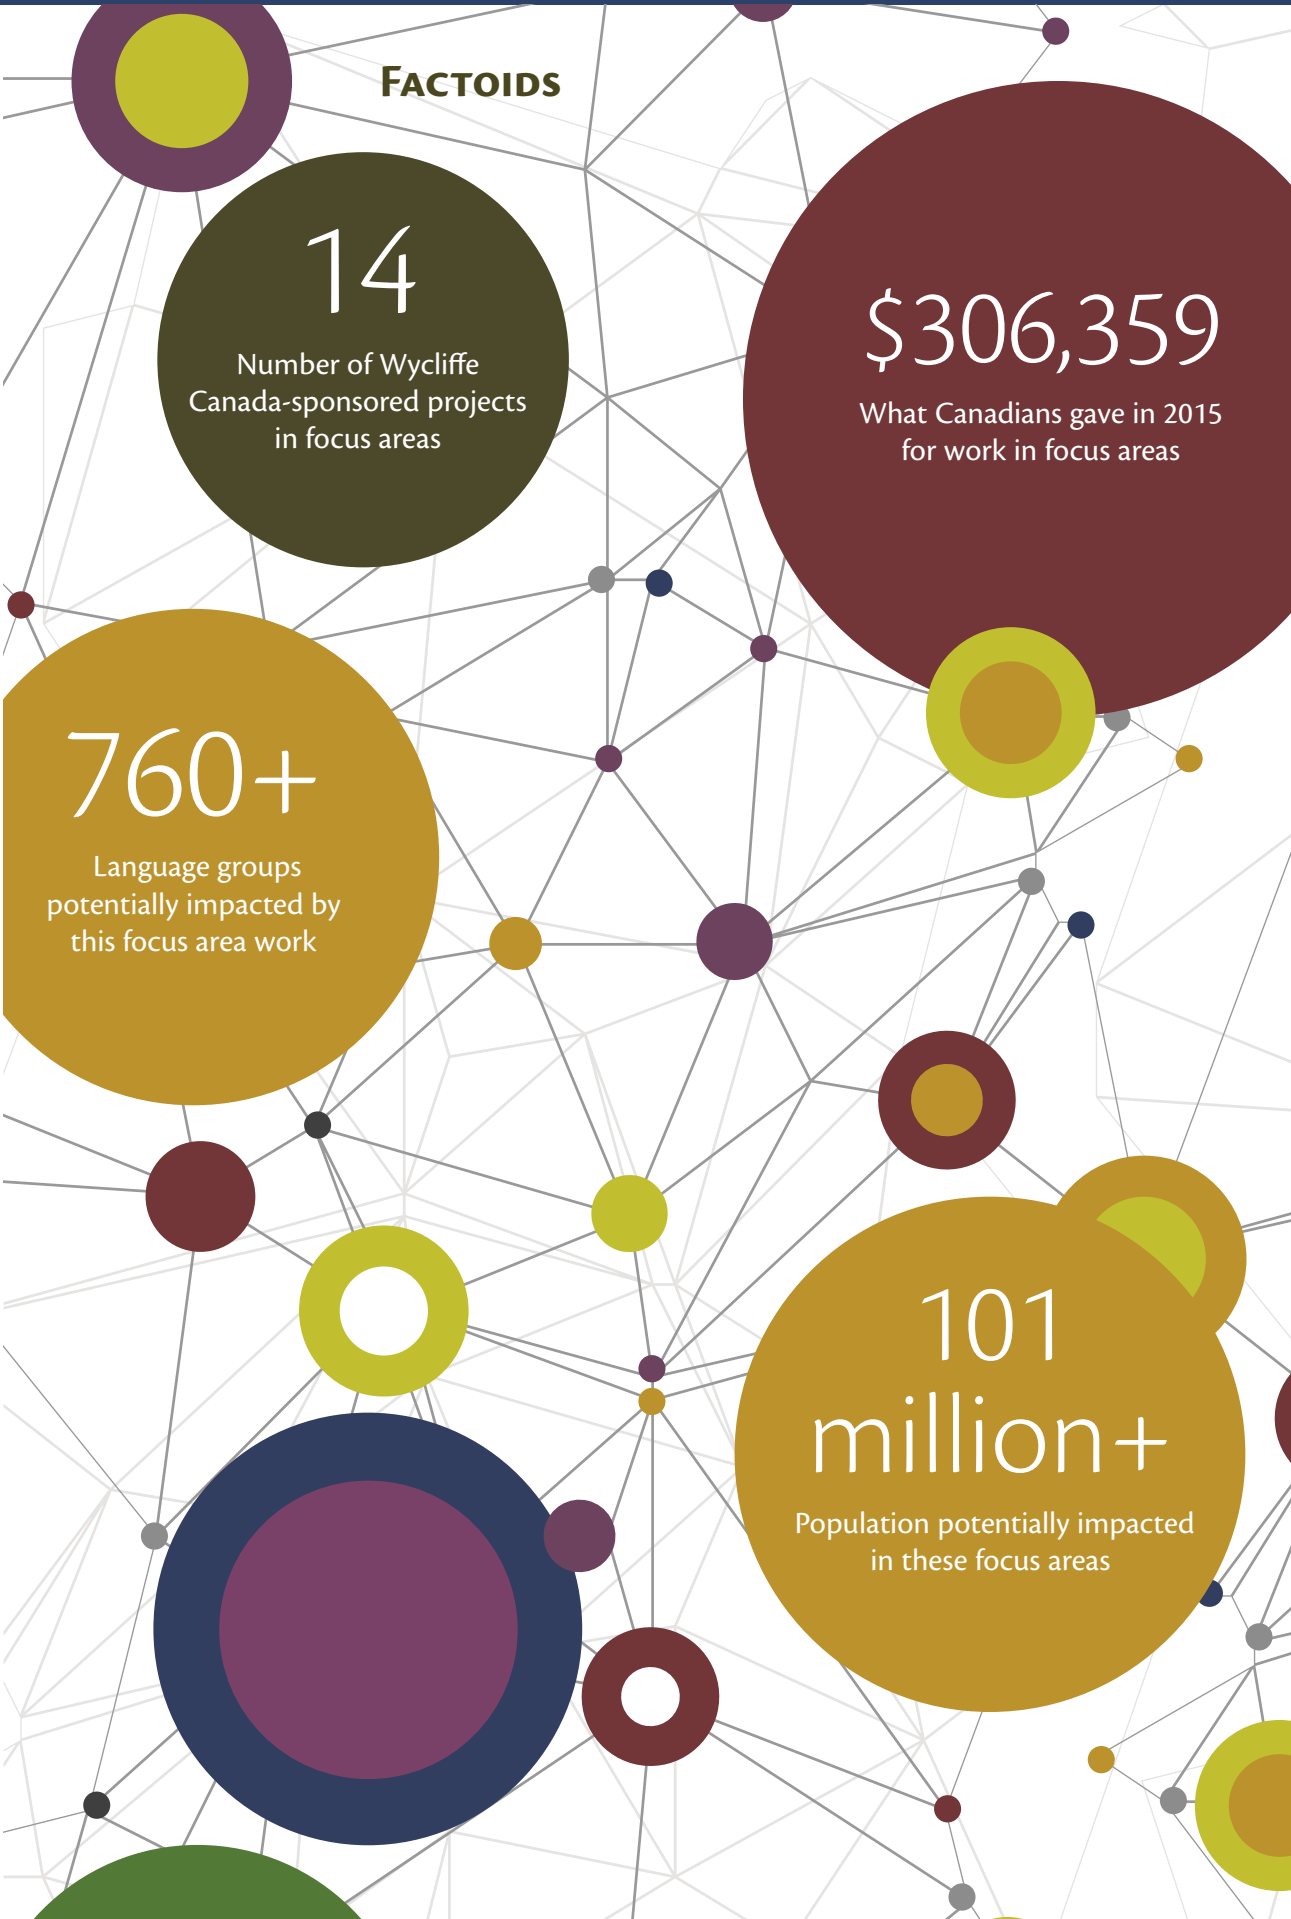 Factoids
14
Number of Wycliffe
Canada-sponsored projects
in focus areas
$306,359
What Canadians gave in 2015
for work in focus areas
760+
Language groups
potentially impacted by
this focus area work
101
million+
Population potentially impacted
in these focus areas